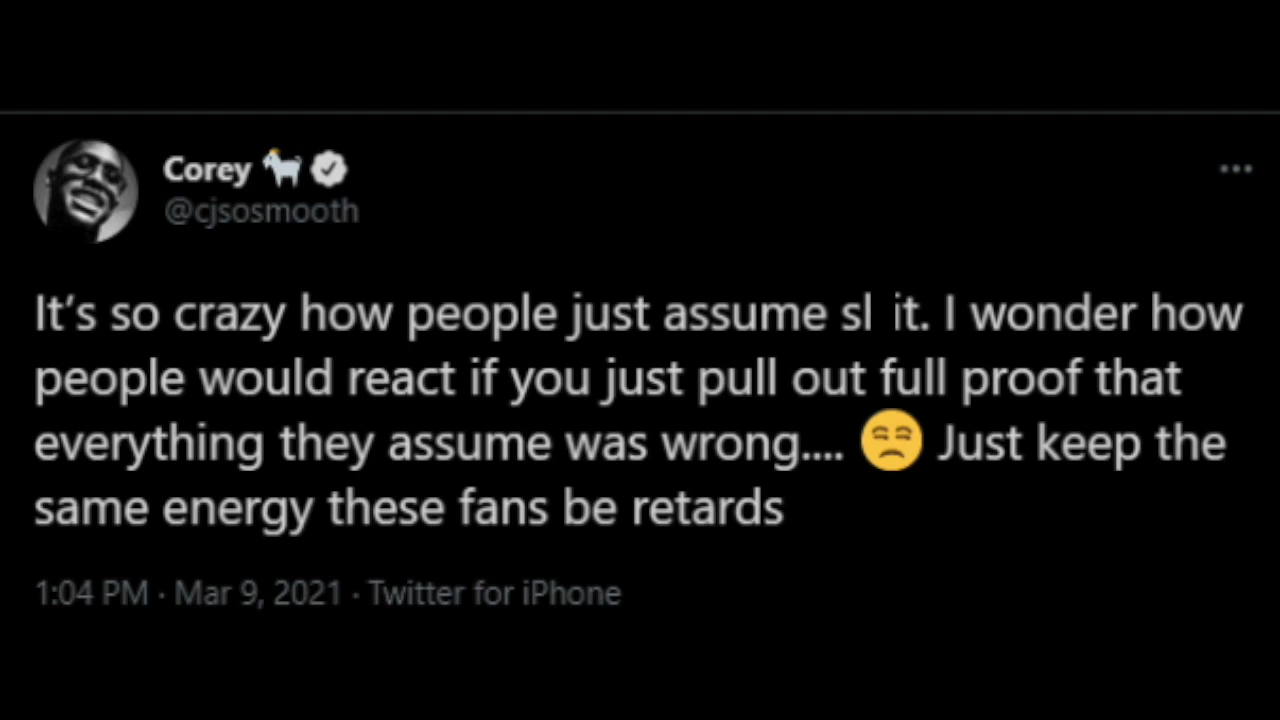 Corey 🐐
@cjsosmooth
It's so crazy how people just assume sl it. I wonder how
people would react if you just pull out full proof that
everything they assume was wrong.... 😒 Just keep the
same energy these fans be retards
1:04 PM · Mar 9, 2021 · Twitter for iPhone